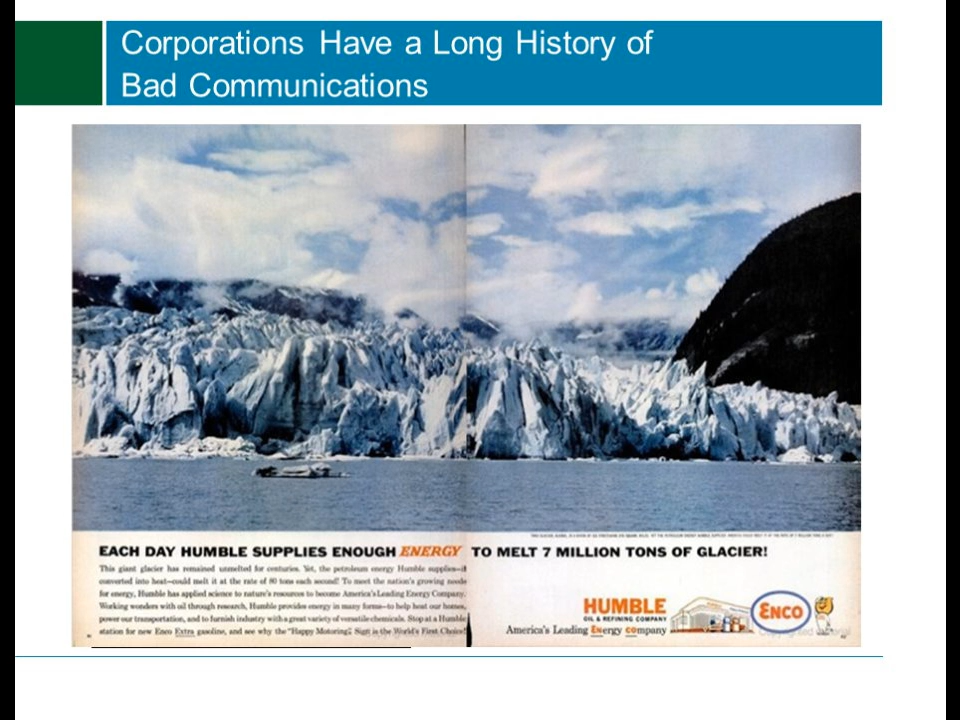 Corporations Have a Long History of
Bad Communications
EACH DAY HUMBLE SUPPLIES ENOUGH ENERGY TO MELT 7 MILLION TONS OF GLACIER!
This giant glacier has remained unmelted for centuries. Yet, the petroleum energy Humble supplies—if
converted into heat—could melt it at the rate of 80 tons each second! To meet the nation's growing needs
for energy, Humble has applied science to nature's resources to become America's Leading Energy Company.
Working wonders with oil through research, Humble provides energy in many forms—to help heat our homes,
power our transportation, and to furnish industry with a great variety of versatile chemicals. Stop at a Humble
station for new Enco Extra gasoline, and see why the "Happy Motoring" Sign is the World's First Choice!
HUMBLE
OIL & REFINING COMPANY
America's Leading ENergy COmpany
ENCO